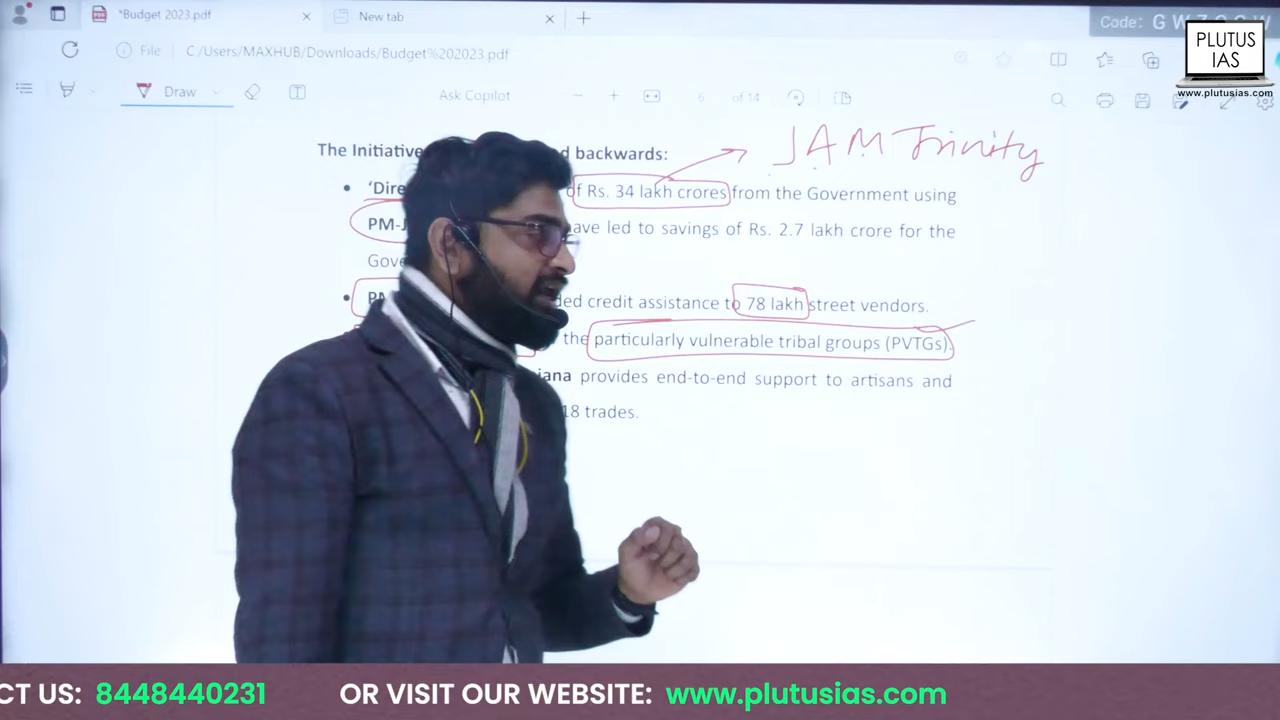 *Budget 2023.pdf
New tab
Code: G W
PLUTUS
IAS
www.plutusias.com
File C:/Users/MAXHUB/Downloads/Budget%202023.pdf
Draw Ask Copilot 6 of 14
JAM Trinity
The Initiative d backwards:
• ‘Dire of Rs. 34 lakh crores from the Government using
PM-J ave led to savings of Rs. 2.7 lakh crore for the
Gove
• ded credit assistance to 78 lakh street vendors.
the particularly vulnerable tribal groups (PVTGs).
jana provides end-to-end support to artisans and
18 trades.
CT US: 8448440231 OR VISIT OUR WEBSITE: www.plutusias.com